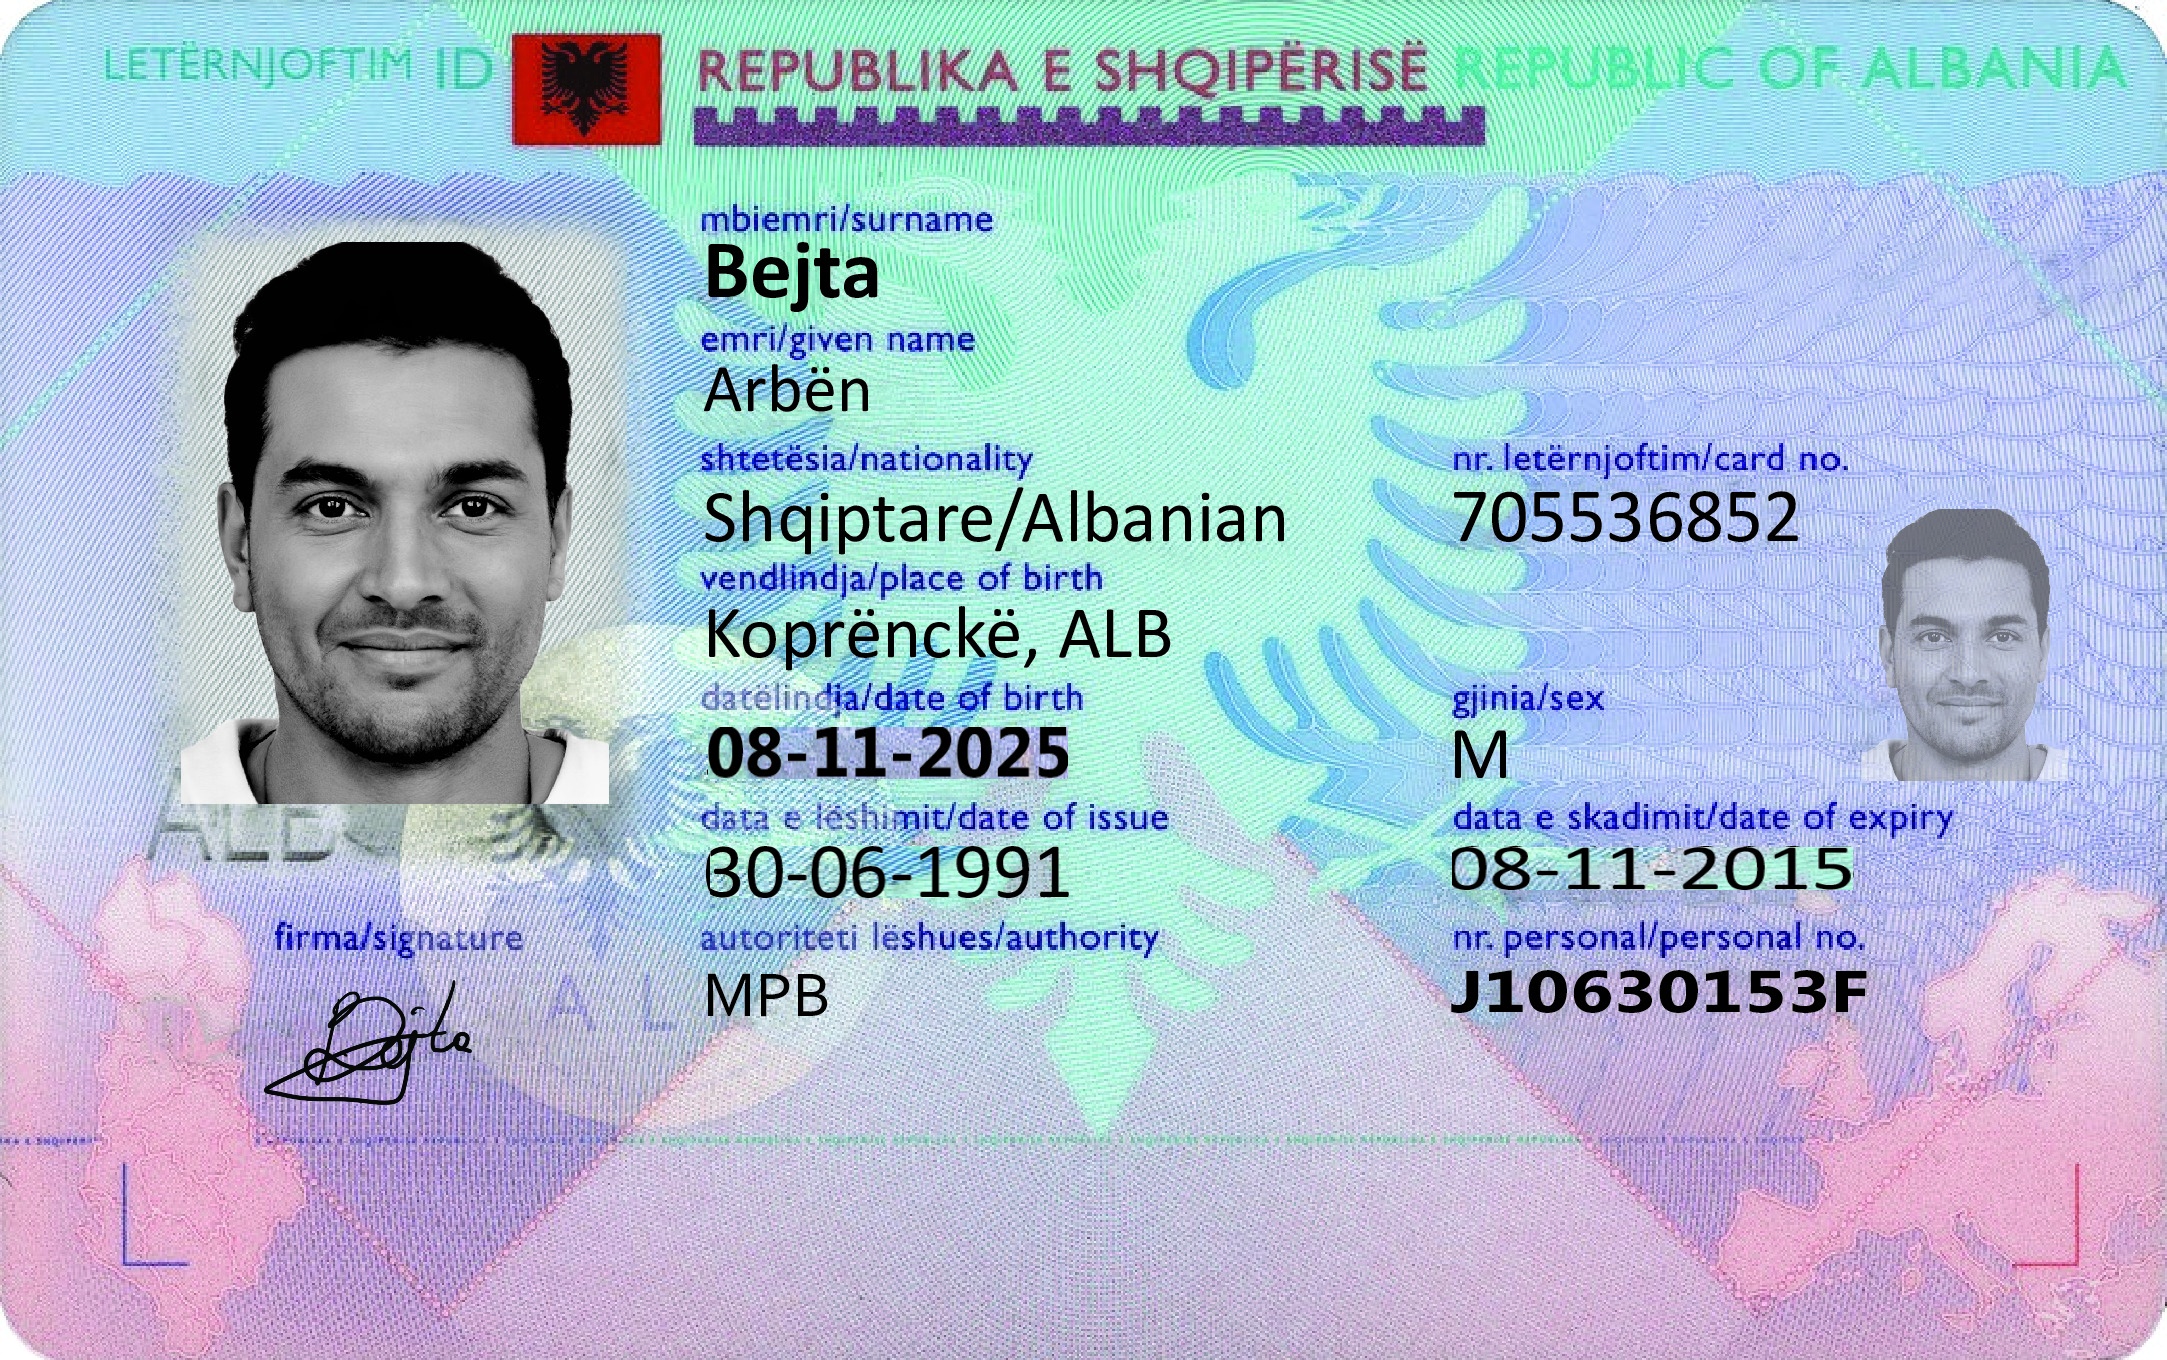 LETËRNJOFTIM ID REPUBLIKA E SHQIPËRISË REPUBLIC OF ALBANIA
mbiemri/surname
Bejta
emri/given name
Arbën
shtetësia/nationality nr. letërnjoftim/card no.
Shqiptare/Albanian 705536852
vendlindja/place of birth
Koprënckë, ALB
datëlindja/date of birth gjinia/sex
08-11-2025 M
data e lëshimit/date of issue data e skadimit/date of expiry
30-06-1991 08-11-2015
ALB
firma/signature autoriteti lëshues/authority nr. personal/personal no.
MPB J10630153F
A L
Bejta